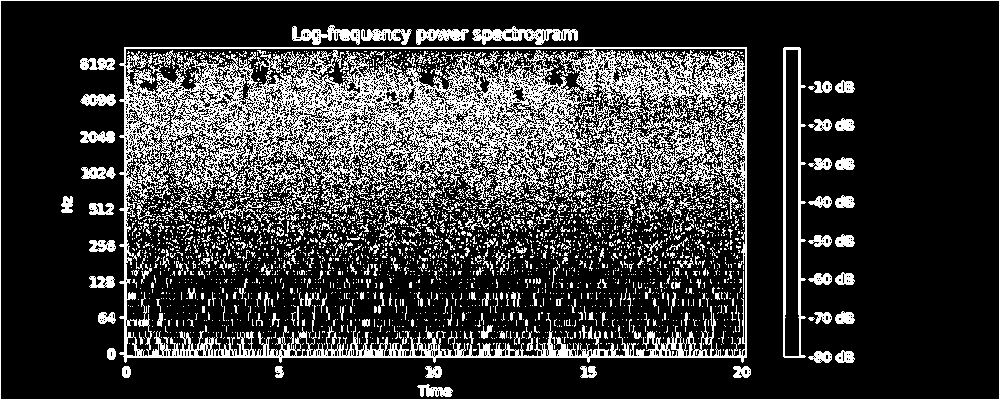 Log-frequency power spectrogram
8192
4096
2048
1024
512
256
128
64
0
Hz
0 5 10 15 20
Time
-10 dB
-20 dB
-30 dB
-40 dB
-50 dB
-60 dB
-70 dB
-80 dB